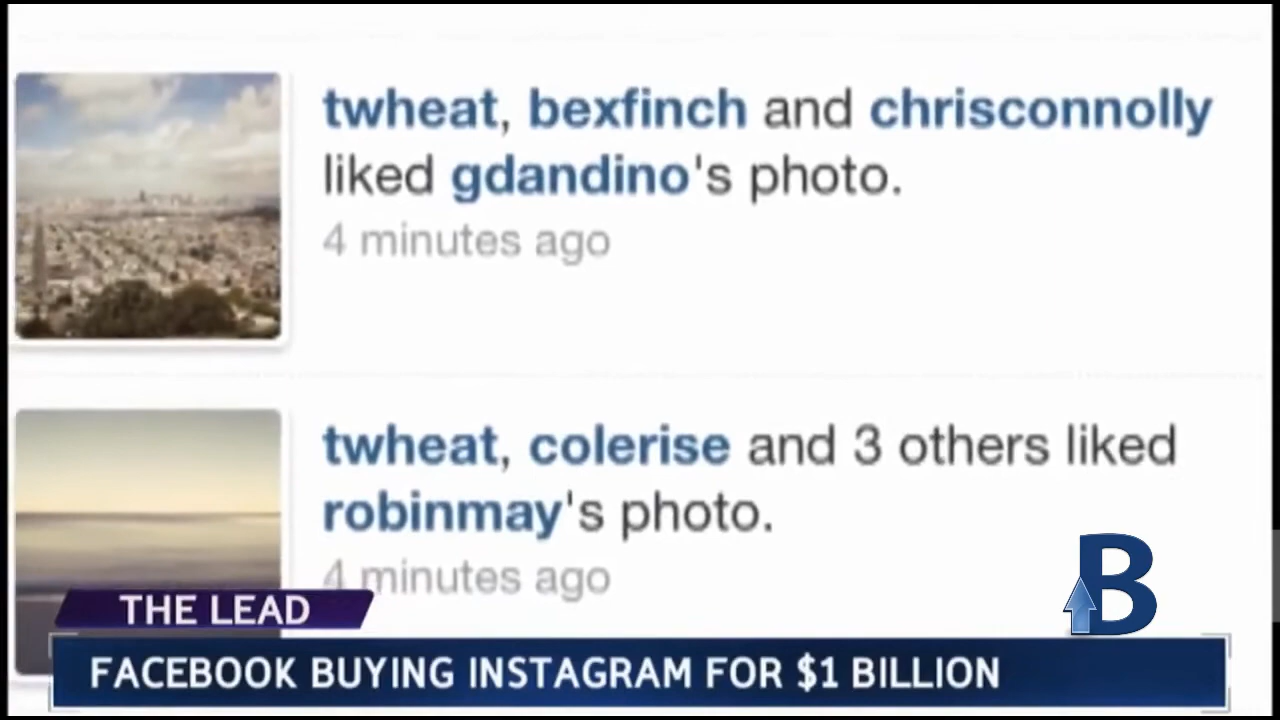 twheat, bexfinch and chrisconnolly
liked gdandino's photo.
4 minutes ago
twheat, colerise and 3 others liked
robinmay's photo.
4 minutes ago
THE LEAD
B
FACEBOOK BUYING INSTAGRAM FOR $1 BILLION